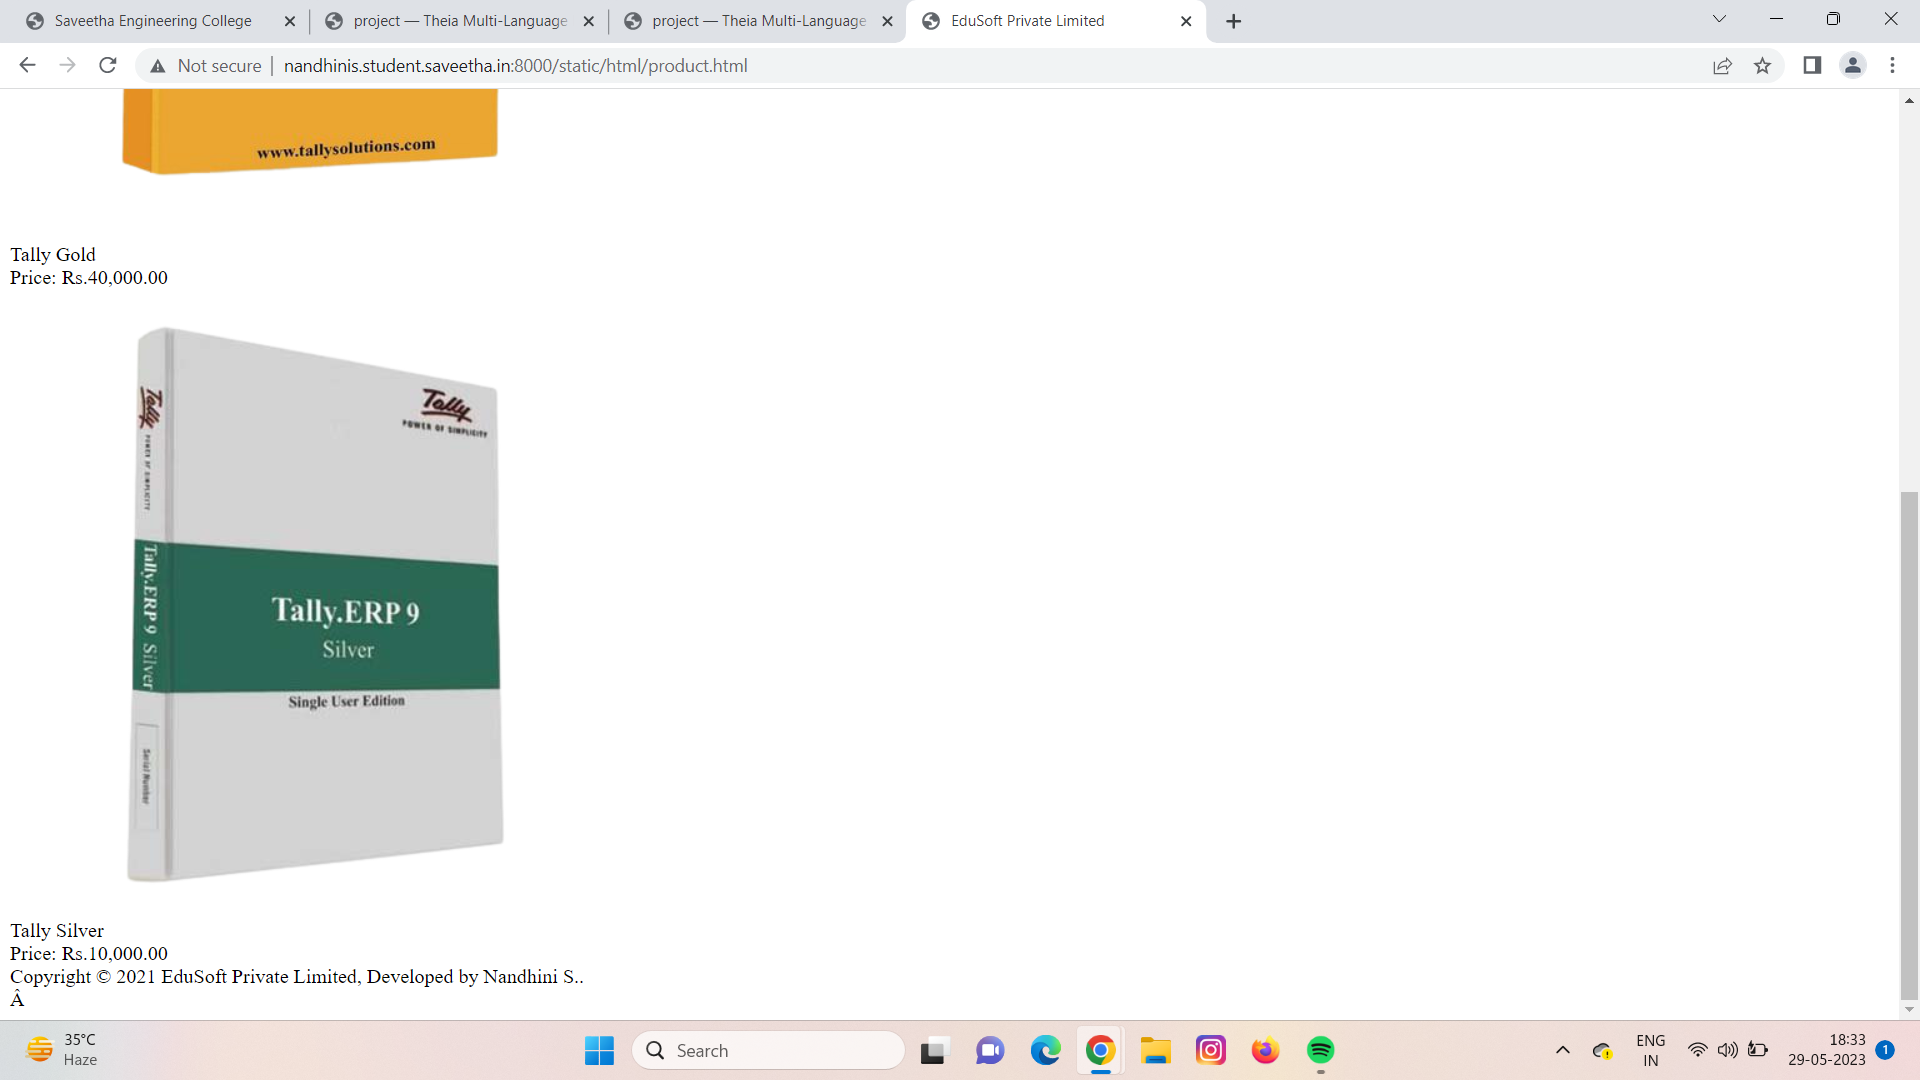 Saveetha Engineering College
project — Theia Multi-Language
project — Theia Multi-Language
EduSoft Private Limited
Not secure
nandhinis.student.saveetha.in:8000/static/html/product.html
www.tallysolutions.com
Tally Gold
Price: Rs.40,000.00
Tally
POWER OF SIMPLICITY
Tally
POWER OF SIMPLICITY
Tally.ERP 9 Silver
Tally.ERP 9
Silver
Single User Edition
Serial Number
Tally Silver
Price: Rs.10,000.00
Copyright © 2021 EduSoft Private Limited, Developed by Nandhini S..
Â
35°C
Haze
Search
ENG
IN
18:33
29-05-2023
1